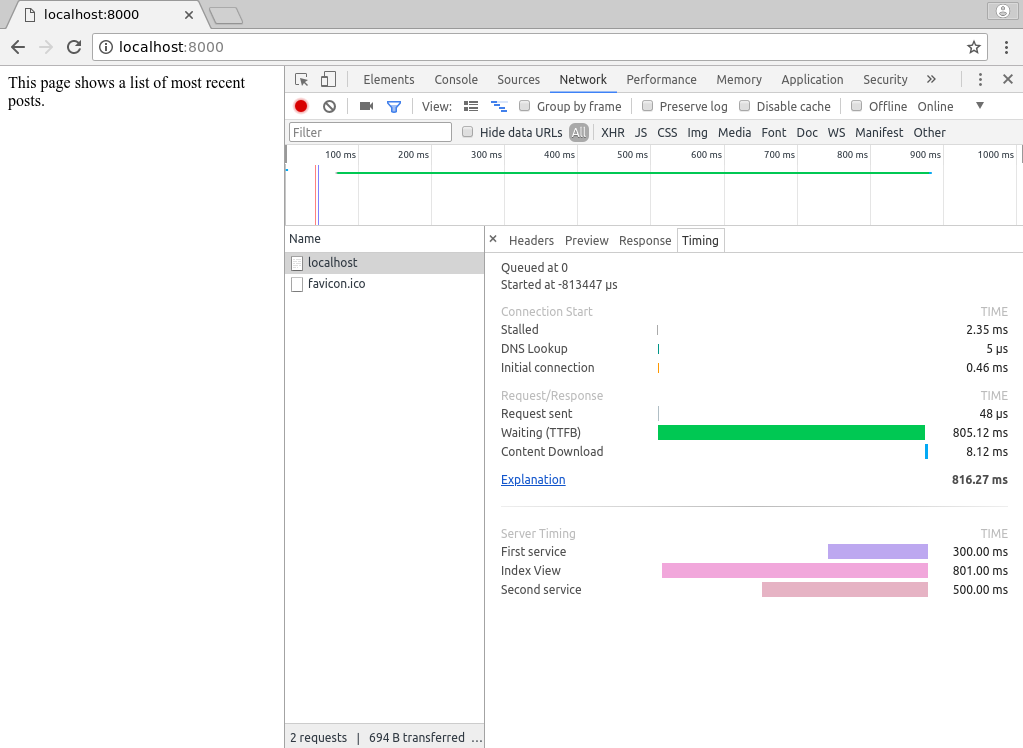 localhost:8000
localhost:8000
This page shows a list of most recent
posts.
Elements Console Sources Network Performance Memory Application Security »
View: Group by frame Preserve log Disable cache Offline Online
Filter Hide data URLs All XHR JS CSS Img Media Font Doc WS Manifest Other
100 ms 200 ms 300 ms 400 ms 500 ms 600 ms 700 ms 800 ms 900 ms 1000 ms
Name
localhost
favicon.ico
× Headers Preview Response Timing
Queued at 0
Started at -813447 µs
Connection Start TIME
Stalled 2.35 ms
DNS Lookup 5 µs
Initial connection 0.46 ms
Request/Response TIME
Request sent 48 µs
Waiting (TTFB) 805.12 ms
Content Download 8.12 ms
Explanation 816.27 ms
Server Timing TIME
First service 300.00 ms
Index View 801.00 ms
Second service 500.00 ms
2 requests | 694 B transferred ...